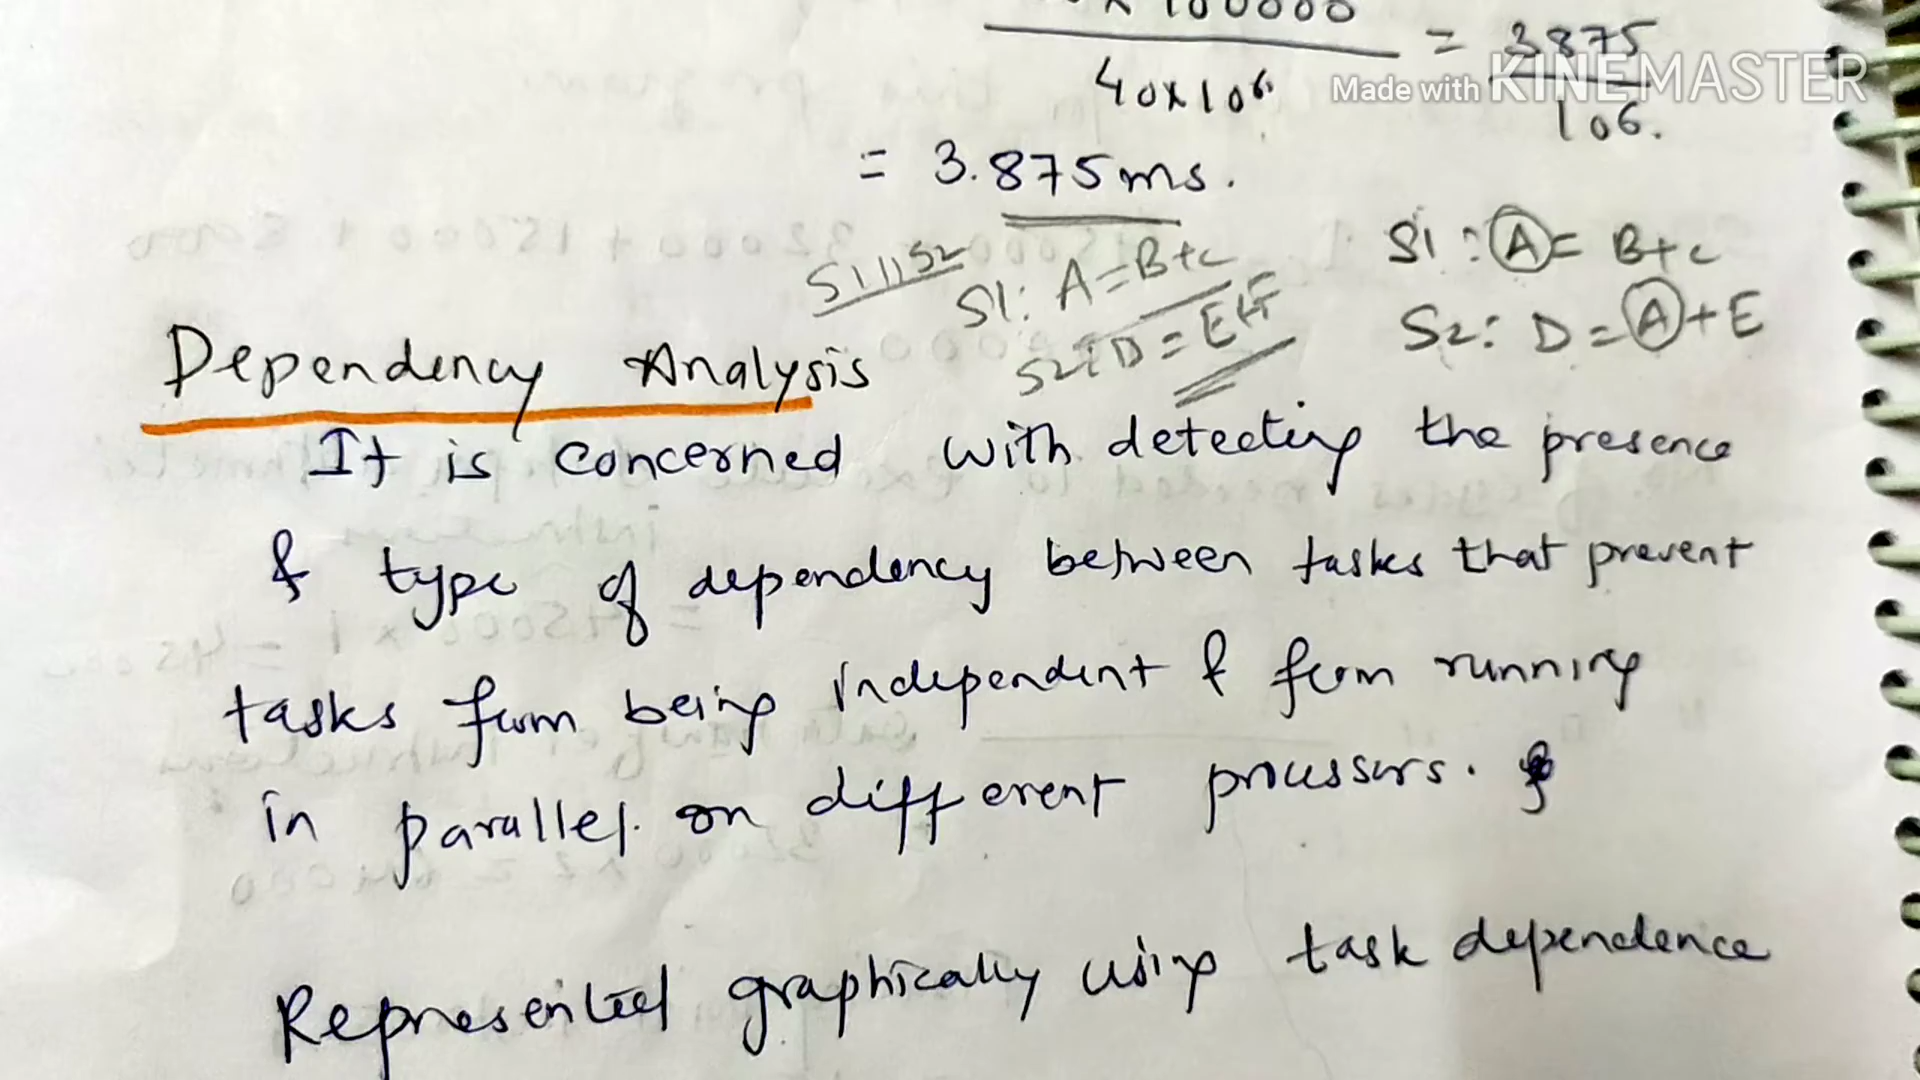 x 100000
40x10⁶ = 3875
106.
Made with KINEMASTER
= 3.875ms.
S1 : A = B+C
S2 : D = A+E
S1 || S2
S1: A=B+C
S2: D = E+F
Dependency Analysis
It is concerned with detecting the presence
& type of dependency between tasks that prevent
tasks from being independent & from running
in parallel. on different processors.
Represented graphically using task dependence